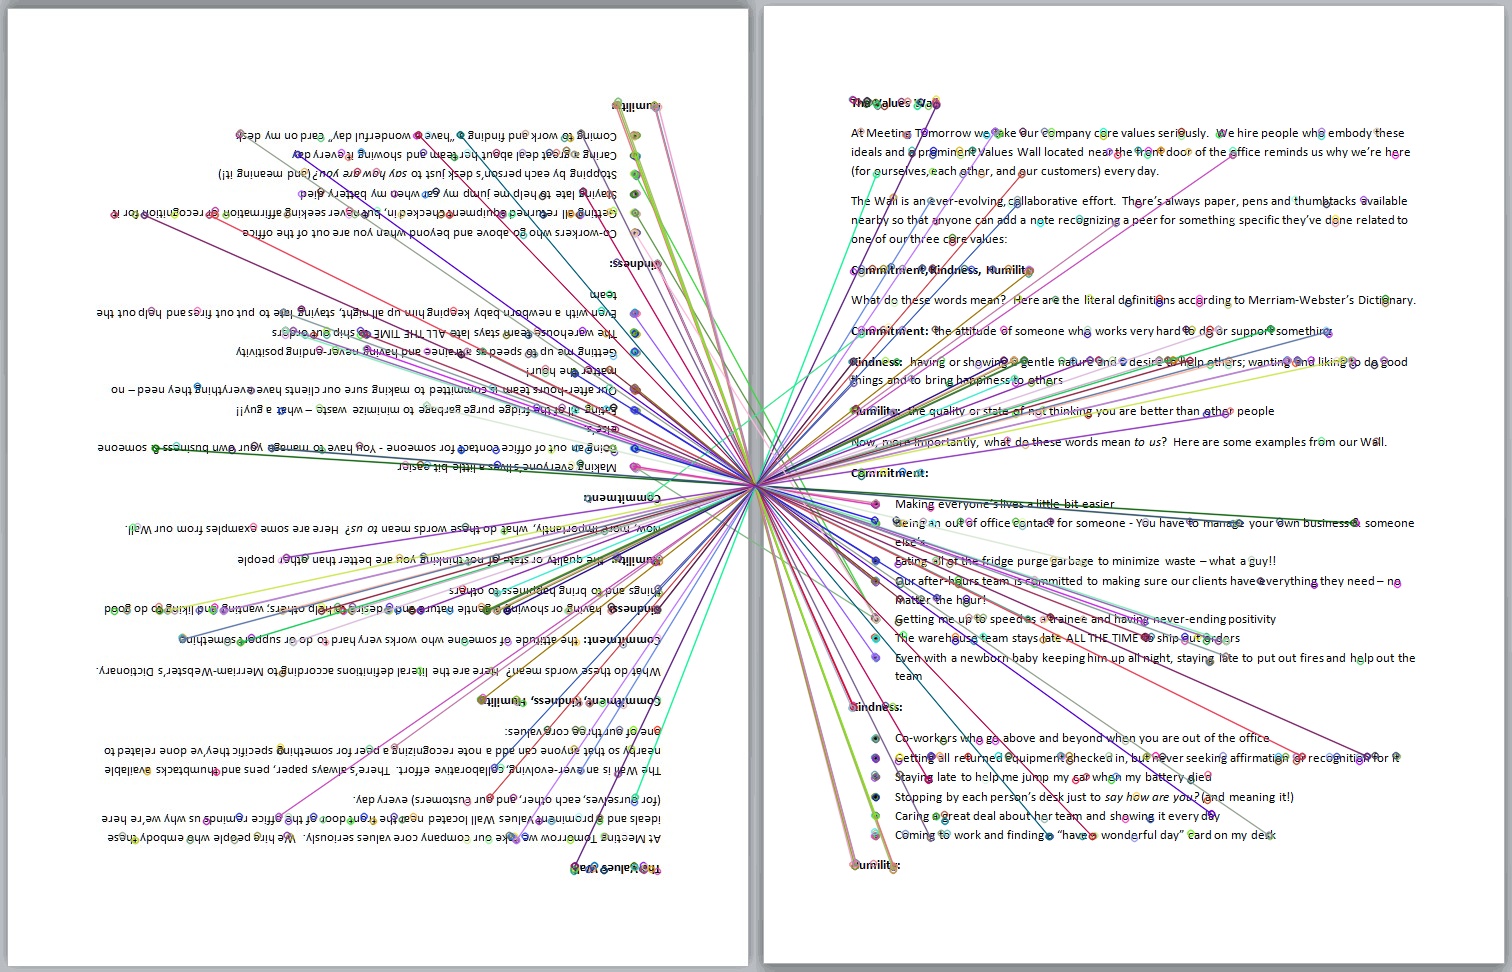 The Values Wall
At Meeting Tomorrow we take our company core values seriously. We hire people who embody these
ideals and a prominent Values Wall located near the front door of the office reminds us why we're here
(for ourselves, each other, and our customers) every day.
The Wall is an ever-evolving, collaborative effort. There's always paper, pens and thumbtacks available
nearby so that anyone can add a note recognizing a peer for something specific they've done related to
one of our three core values:
Commitment, Kindness, Humility
What do these words mean? Here are the literal definitions according to Merriam-Webster's Dictionary.
Commitment: the attitude of someone who works very hard to do or support something
Kindness: having or showing a gentle nature and a desire to help others; wanting and liking to do good
things and to bring happiness to others
Humility: the quality or state of not thinking you are better than other people
Now, more importantly, what do these words mean to us? Here are some examples from our Wall.
Commitment:
Making everyone's lives a little bit easier
Being an out of office contact for someone - You have to manage your own business & someone
else's
Eating all of the fridge purge garbage to minimize waste – what a guy!!
Our after-hours team is committed to making sure our clients have everything they need – no
matter the hour!
Getting me up to speed as a trainee and having never-ending positivity
The warehouse team stays late ALL THE TIME to ship out orders
Even with a newborn baby keeping him up all night, staying late to put out fires and help out the
team
Kindness:
Co-workers who go above and beyond when you are out of the office
Getting all returned equipment checked in, but never seeking affirmation or recognition for it
Staying late to help me jump my car when my battery died
Stopping by each person's desk just to say how are you? (and meaning it!)
Caring a great deal about her team and showing it every day
Coming to work and finding a "have a wonderful day" card on my desk
Humility:
The Values Wall
At Meeting Tomorrow we take our company core values seriously. We hire people who embody these
ideals and a prominent Values Wall located near the front door of the office reminds us why we're here
(for ourselves, each other, and our customers) every day.
The Wall is an ever-evolving, collaborative effort. There's always paper, pens and thumbtacks available
nearby so that anyone can add a note recognizing a peer for something specific they've done related to
one of our three core values:
Commitment, Kindness, Humility
What do these words mean? Here are the literal definitions according to Merriam-Webster's Dictionary.
Commitment: the attitude of someone who works very hard to do or support something
Kindness: having or showing a gentle nature and a desire to help others; wanting and liking to do good
things and to bring happiness to others
Humility: the quality or state of not thinking you are better than other people
Now, more importantly, what do these words mean to us? Here are some examples from our Wall.
Commitment:
Making everyone's lives a little bit easier
Being an out of office contact for someone - You have to manage your own business & someone
else's
Eating all of the fridge purge garbage to minimize waste – what a guy!!
Our after-hours team is committed to making sure our clients have everything they need – no
matter the hour!
Getting me up to speed as a trainee and having never-ending positivity
The warehouse team stays late ALL THE TIME to ship out orders
Even with a newborn baby keeping him up all night, staying late to put out fires and help out the
team
Kindness:
Co-workers who go above and beyond when you are out of the office
Getting all returned equipment checked in, but never seeking affirmation or recognition for it
Staying late to help me jump my car when my battery died
Stopping by each person's desk just to say how are you? (and meaning it!)
Caring a great deal about her team and showing it every day
Coming to work and finding a "have a wonderful day" card on my desk
Humility: